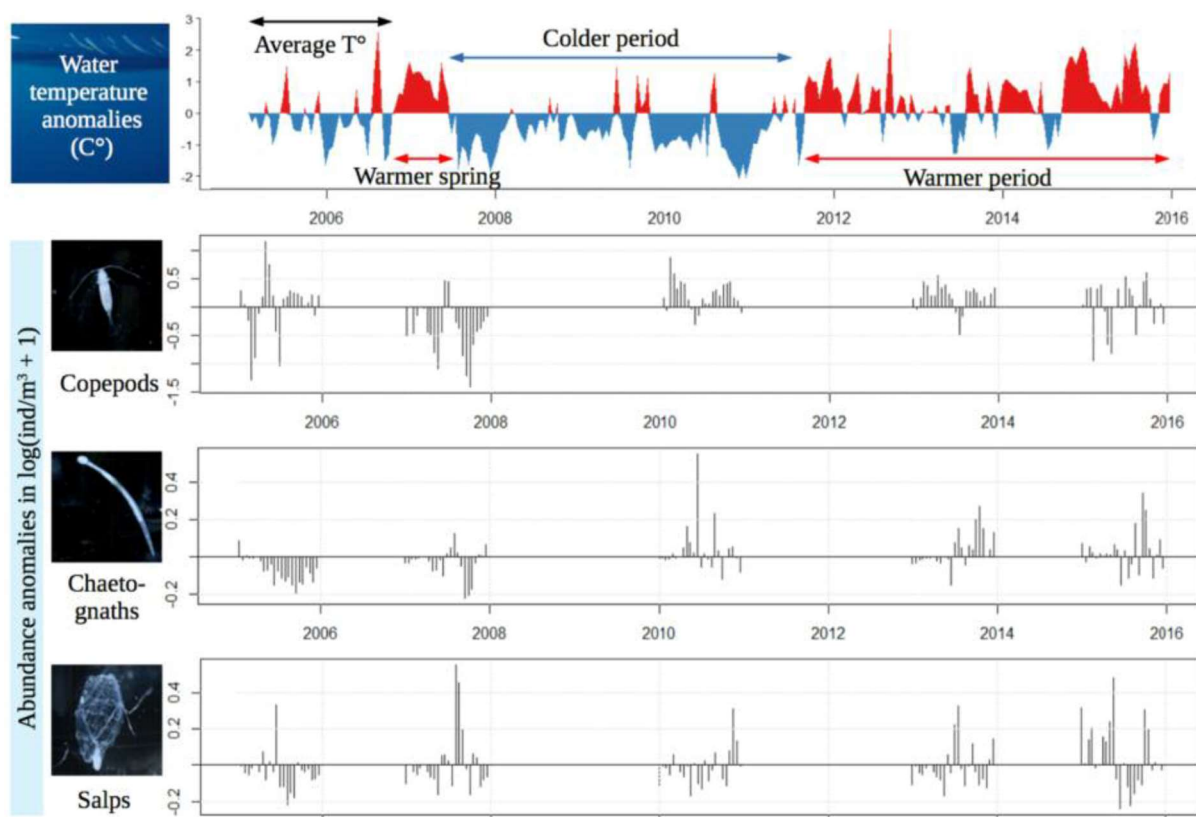 Water
temperature
anomalies
(C°)
3
2
1
0
-1
-2
Average T°
Colder period
Warmer spring
Warmer period
2006
2008
2010
2012
2014
2016
Abundance anomalies in log(ind/m³ + 1)
Copepods
0.5
-0.5
-1.5
2006
2008
2010
2012
2014
2016
Chaeto-
gnaths
0.4
0.2
-0.2
2006
2008
2010
2012
2014
2016
Salps
0.4
0.2
-0.2